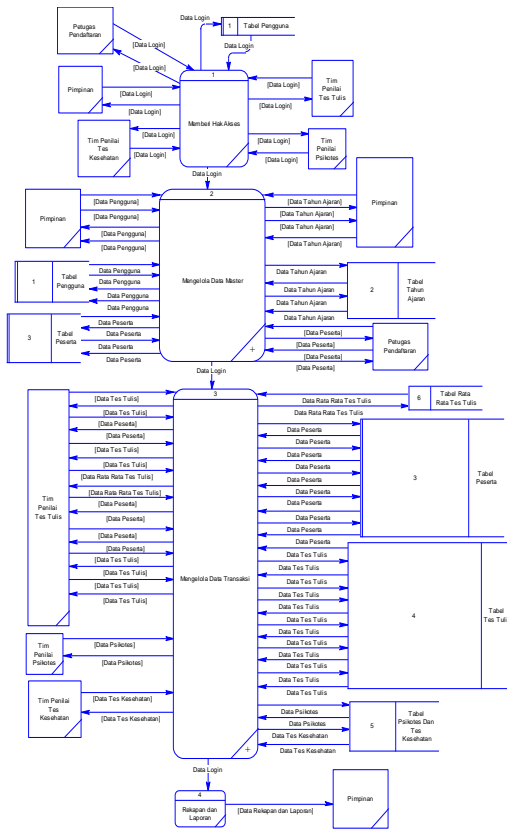 Petugas
Pendaftaran
Data Login
1 Tabel Pengguna
[Data Login]
Data Login
[Data Login]
1
Memberi Hak Akses
Pimpinan
[Data Login]
[Data Login]
[Data Login]
[Data Login]
Tim
Penilai
Tes Tulis
Tim Penilai
Tes
Kesehatan
[Data Login]
[Data Login]
[Data Login]
[Data Login]
Tim
Penilai
Psikotes
Data Login
2
Mengelola Data Master
+
Pimpinan
[Data Pengguna]
[Data Pengguna]
[Data Pengguna]
[Data Pengguna]
[Data Tahun Ajaran]
[Data Tahun Ajaran]
[Data Tahun Ajaran]
[Data Tahun Ajaran]
Pimpinan
1
Tabel
Pengguna
Data Pengguna
Data Pengguna
Data Pengguna
Data Pengguna
Data Tahun Ajaran
Data Tahun Ajaran
Data Tahun Ajaran
Data Tahun Ajaran
2
Tabel
Tahun
Ajaran
3
Tabel
Peserta
Data Peserta
Data Peserta
Data Peserta
Data Peserta
[Data Peserta]
[Data Peserta]
[Data Peserta]
[Data Peserta]
Petugas
Pendaftaran
Data Login
3
Mengelola Data Transaksi
+
Tim
Penilai
Tes Tulis
[Data Tes Tulis]
[Data Tes Tulis]
[Data Peserta]
[Data Peserta]
[Data Tes Tulis]
[Data Tes Tulis]
[Data Rata Rata Tes Tulis]
[Data Rata Rata Tes Tulis]
[Data Peserta]
[Data Peserta]
[Data Peserta]
[Data Peserta]
[Data Tes Tulis]
[Data Tes Tulis]
[Data Tes Tulis]
[Data Tes Tulis]
Data Rata Rata Tes Tulis
Data Rata Rata Tes Tulis
6
Tabel Rata
Rata Tes Tulis
Data Peserta
Data Peserta
Data Peserta
Data Peserta
Data Peserta
Data Peserta
Data Peserta
Data Peserta
Data Peserta
Data Peserta
3
Tabel
Peserta
Data Tes Tulis
Data Tes Tulis
Data Tes Tulis
Data Tes Tulis
Data Tes Tulis
Data Tes Tulis
Data Tes Tulis
Data Tes Tulis
Data Tes Tulis
Data Tes Tulis
Data Tes Tulis
4
Tabel
Tes Tulis
Tim
Penilai
Psikotes
[Data Psikotes]
[Data Psikotes]
Tim Penilai
Tes
Kesehatan
[Data Tes Kesehatan]
[Data Tes Kesehatan]
Data Psikotes
Data Psikotes
Data Tes Kesehatan
Data Tes Kesehatan
5
Tabel
Psikotes Dan
Tes
Kesehatan
Data Login
4
Rekapan dan
Laporan
[Data Rekapan dan Laporan]
Pimpinan